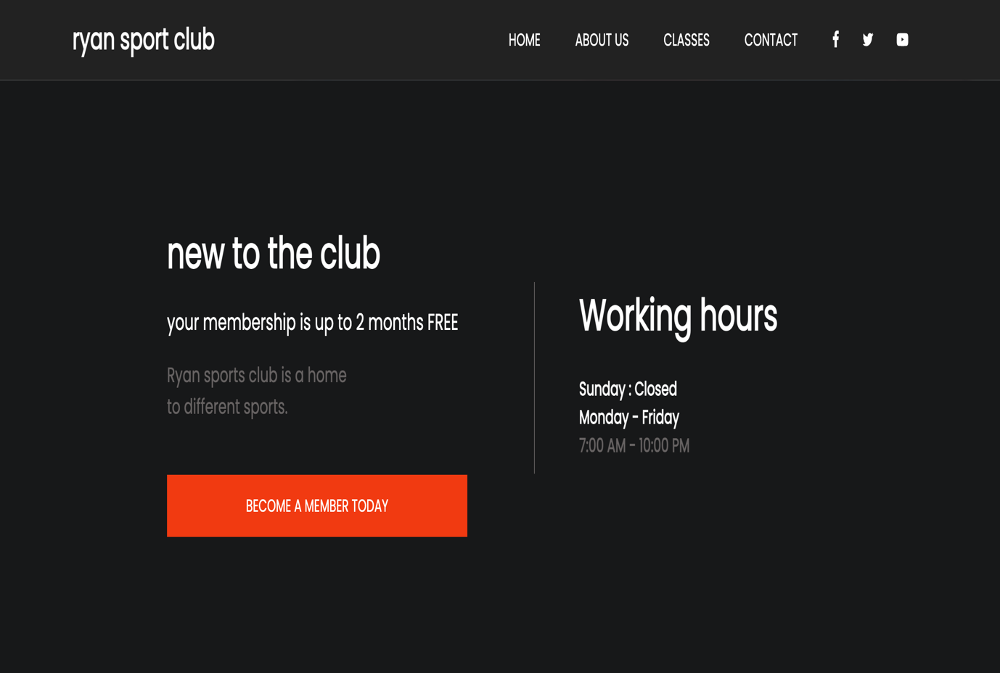 ryan sport club
HOME ABOUT US CLASSES CONTACT
new to the club
your membership is up to 2 months FREE
Ryan sports club is a home
to different sports.
BECOME A MEMBER TODAY
Working hours
Sunday : Closed
Monday - Friday
7:00 AM - 10:00 PM